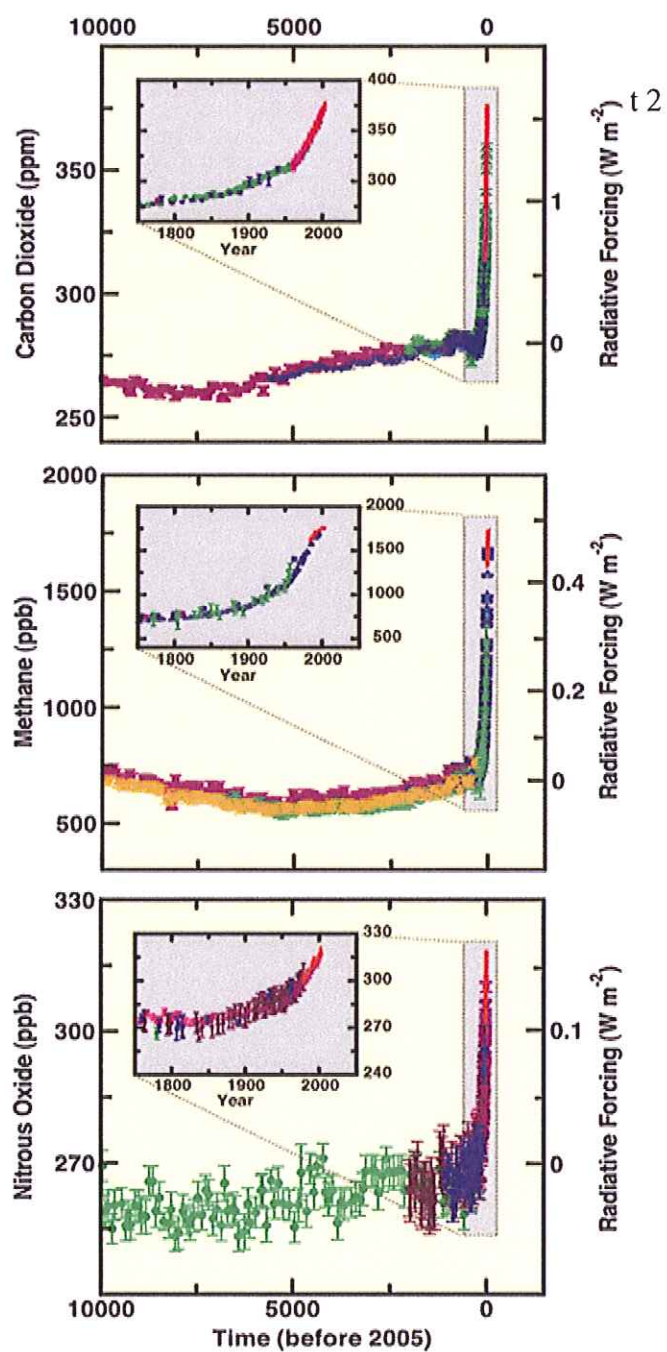 10000 5000 0
t 2
Carbon Dioxide (ppm)
350
300
250
400
350
300
1800 1900 2000
Year
1
0
Radiative Forcing (W m-2)
Methane (ppb)
2000
1500
1000
500
2000
1500
1000
500
1800 1900 2000
Year
0.4
0.2
0
Radiative Forcing (W m-2)
Nitrous Oxide (ppb)
330
300
270
330
300
270
240
1800 1900 2000
Year
0.1
0
Radiative Forcing (W m-2)
10000 5000 0
Time (before 2005)